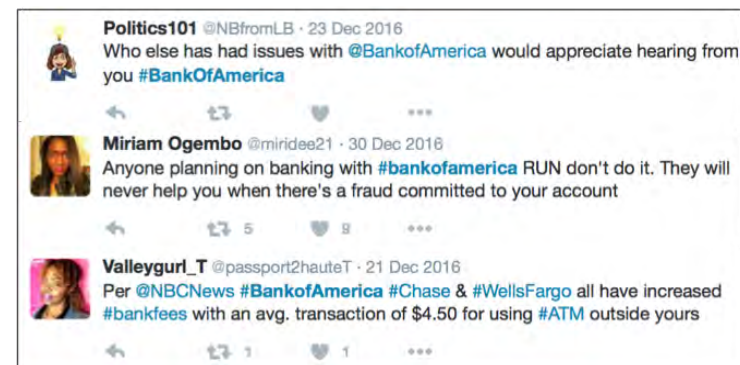 Politics101 @NBfromLB · 23 Dec 2016
Who else has had issues with @BankofAmerica would appreciate hearing from
you #BankOfAmerica
Miriam Ogembo @miridee21 · 30 Dec 2016
Anyone planning on banking with #bankofamerica RUN don't do it. They will
never help you when there's a fraud committed to your account
5 9
Valleygurl_T @passport2hauteT · 21 Dec 2016
Per @NBCNews #BankofAmerica #Chase & #WellsFargo all have increased
#bankfees with an avg. transaction of $4.50 for using #ATM outside yours
1 1